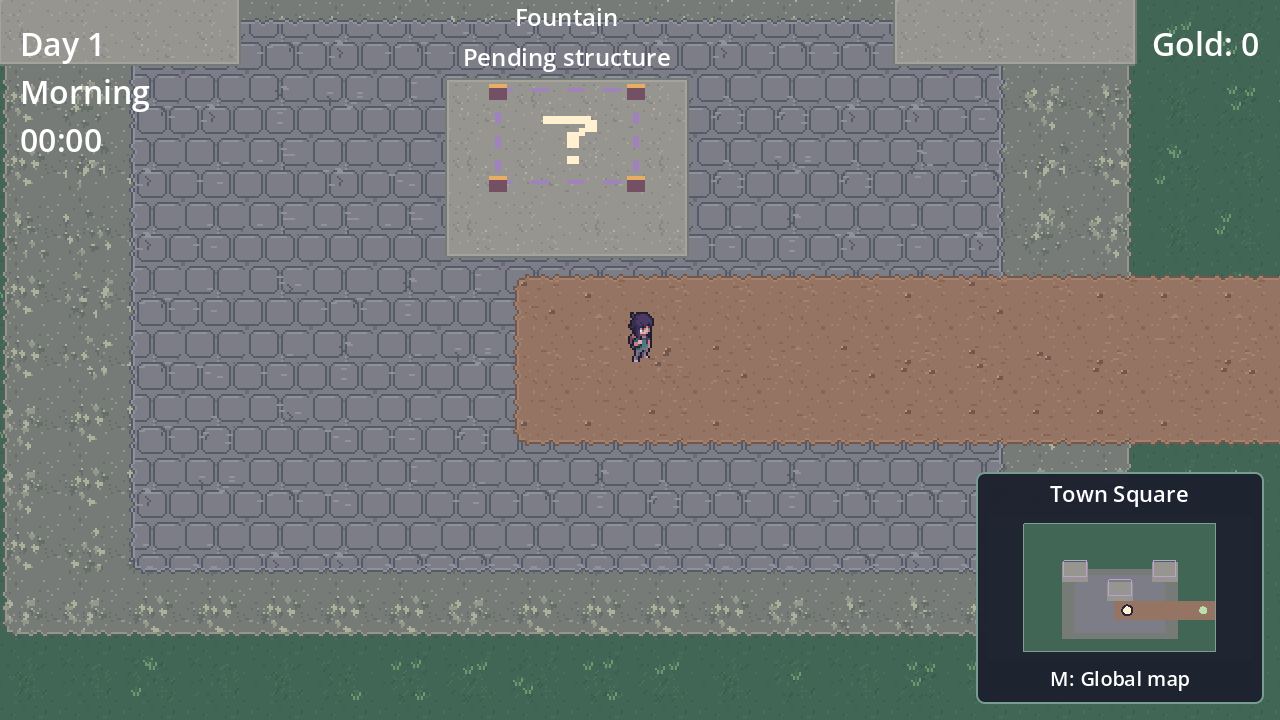 Fountain
Pending structure
Day 1
Morning
00:00
Gold: 0
?
Town Square
M: Global map